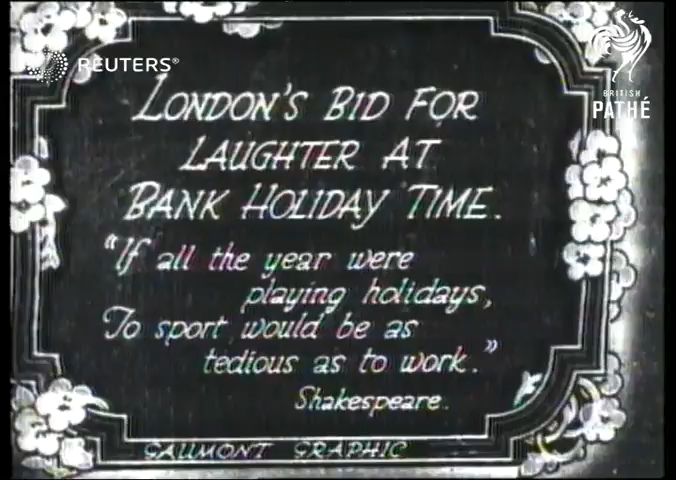 REUTERS
BRITISH
PATHÉ
LONDON'S BID FOR
LAUGHTER AT
BANK HOLIDAY TIME.
"If all the year were
playing holidays,
To sport would be as
tedious as to work."
Shakespeare.
GAUMONT GRAPHIC